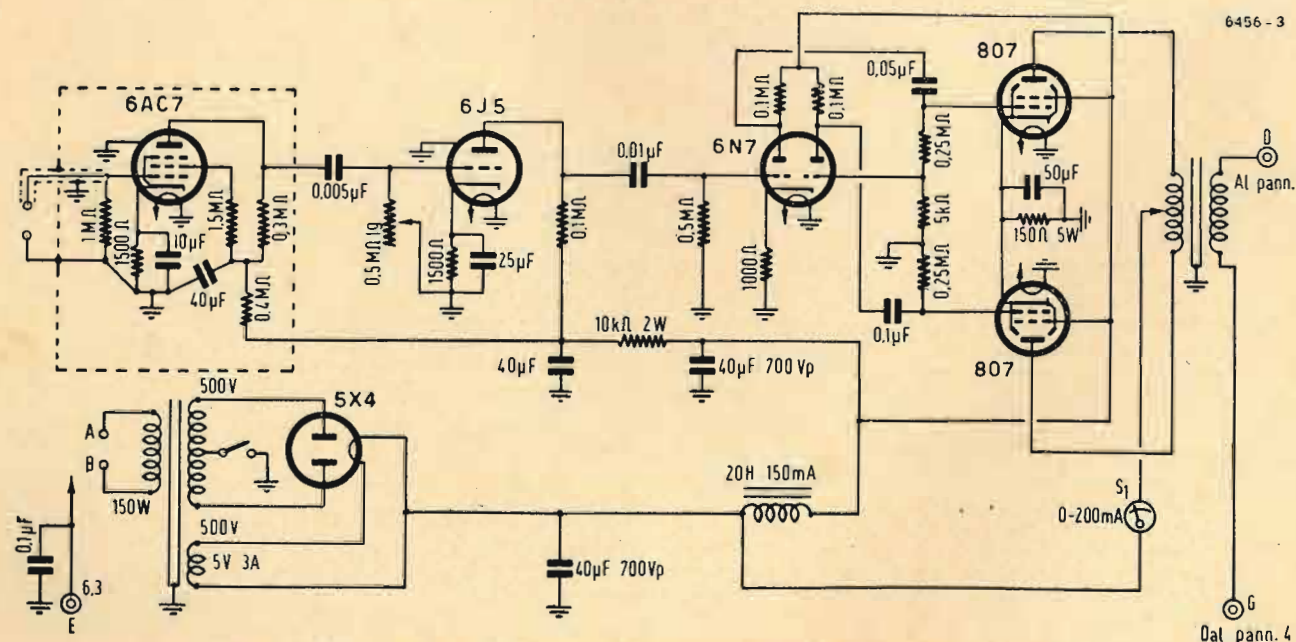 6456-3
807
6AC7
6J5
0,05µF
0,1MΩ
0,1MΩ
6N7
0,25MΩ
D
Al pann. 4
0,01µF
0,005µF
50µF
1MΩ
1500Ω
10µF
1,5MΩ
0,3MΩ
0.5MΩ lg
1500Ω
25µF
0,1MΩ
0,5MΩ
1000Ω
5kΩ
150Ω 5W
40µF
0,4MΩ
0,25MΩ
10kΩ 2W
0,1µF
40µF
40µF 700Vp
807
500V
5X4
A
B
20H 150mA
S1
0-200mA
150W
500V
0,1µF
5V 3A
40µF 700Vp
6,3
E
G
Dal pann. 4